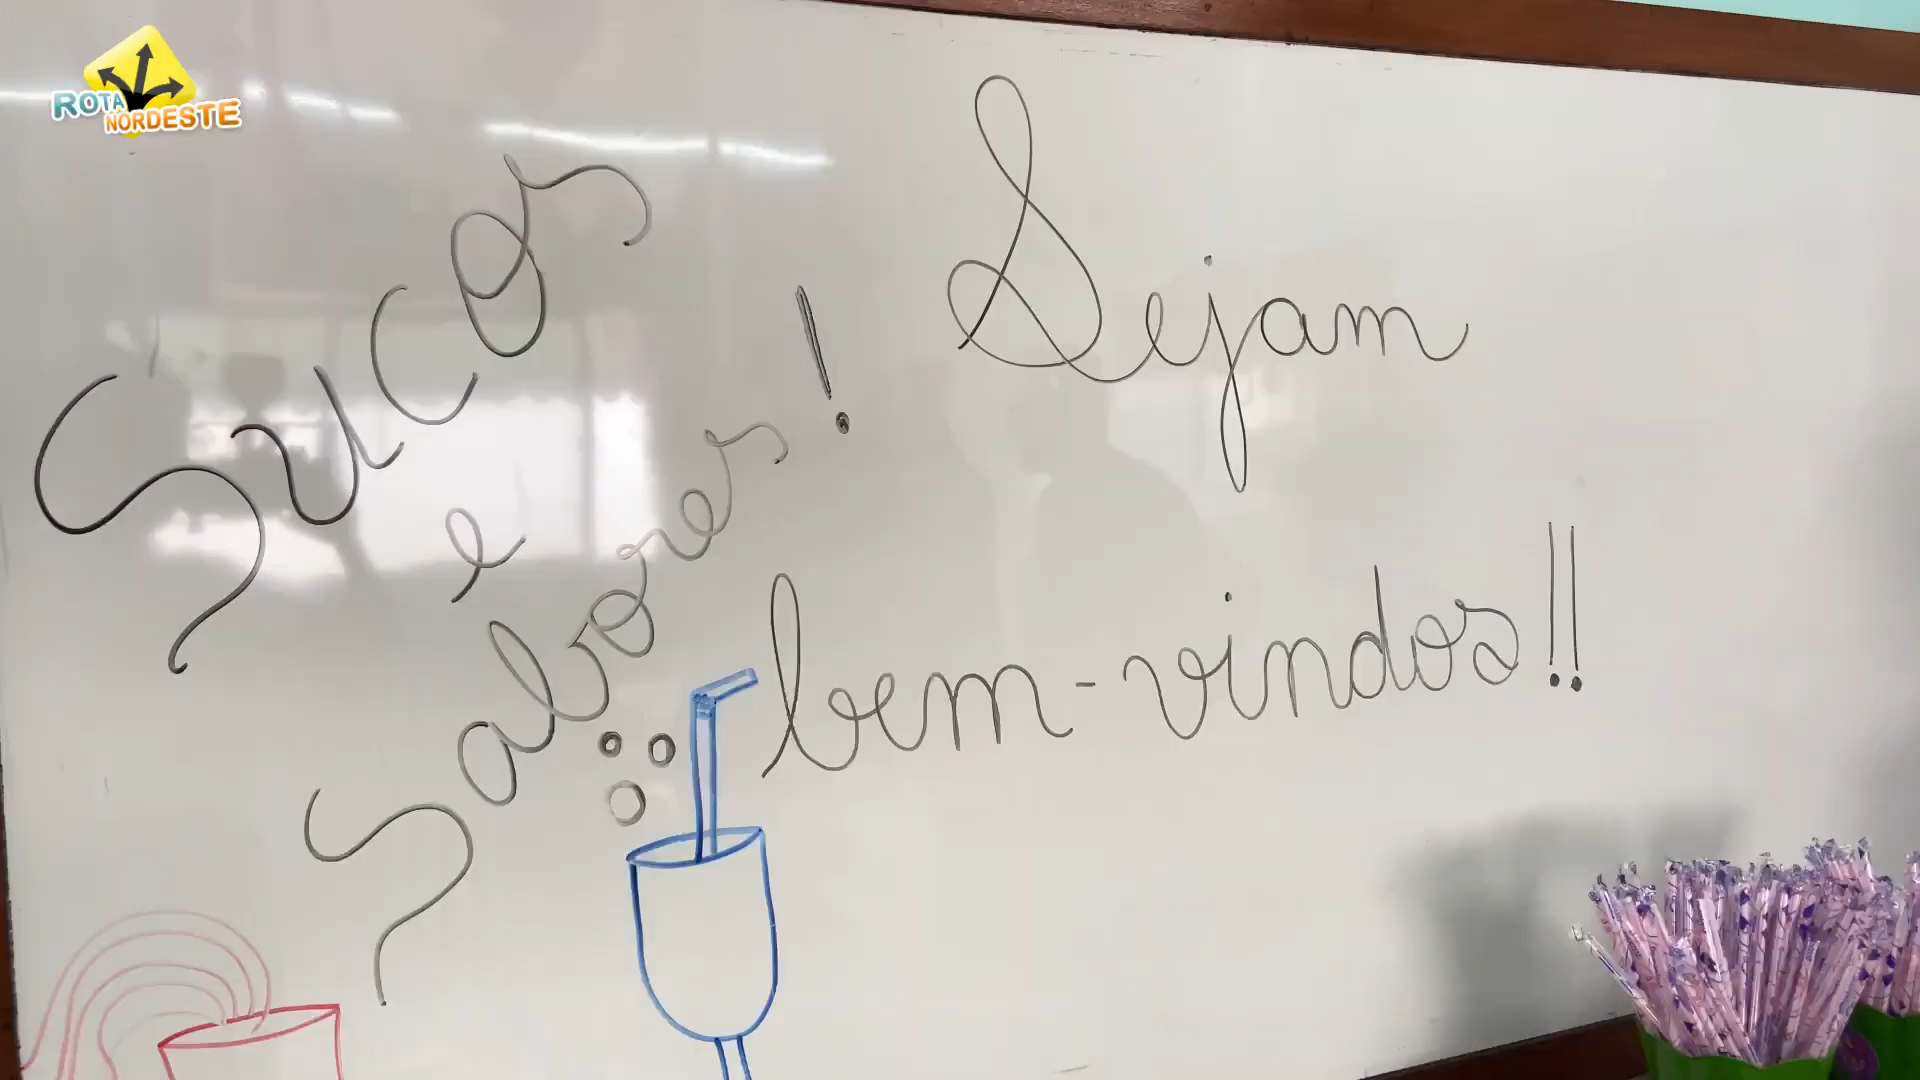 ROTA
NORDESTE
Sucos
e
Sabores!
Sejam
bem-vindos!!